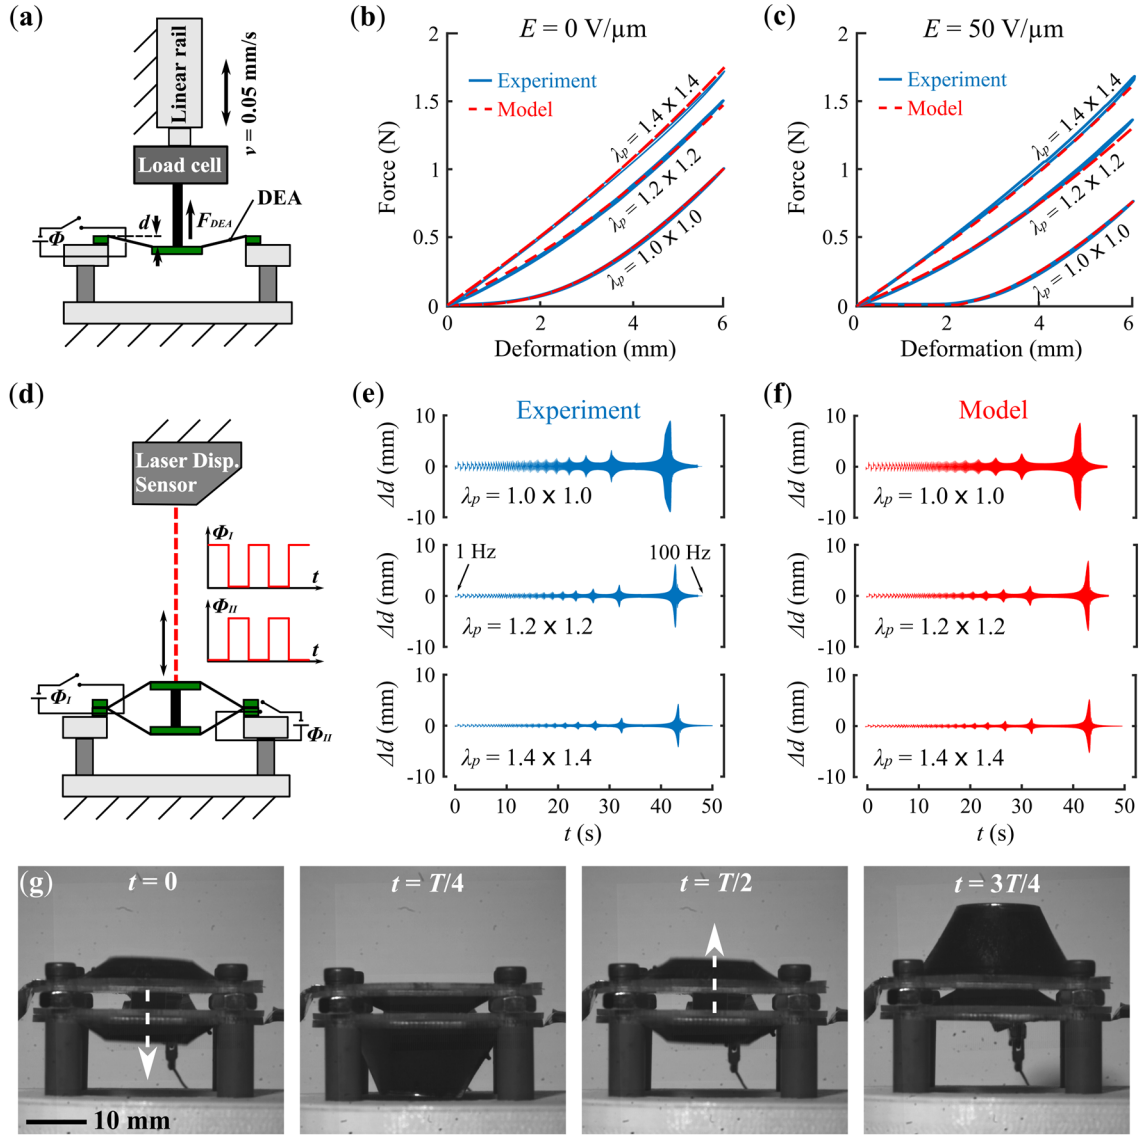 (a)
Linear rail
v = 0.05 mm/s
Load cell
DEA
F_DEA
d
Φ
(b)
E = 0 V/µm
2
1.5
1
0.5
0
Force (N)
Experiment
Model
λp = 1.4 x 1.4
λp = 1.2 x 1.2
λp = 1.0 x 1.0
0 2 4 6
Deformation (mm)
(c)
E = 50 V/µm
2
1.5
1
0.5
0
Force (N)
Experiment
Model
λp = 1.4 x 1.4
λp = 1.2 x 1.2
λp = 1.0 x 1.0
0 2 4 6
Deformation (mm)
(d)
Laser Disp.
Sensor
Φ_I
t
Φ_II
t
Φ_I
Φ_II
(e)
Experiment
10
0
-10
Δd (mm)
λp = 1.0 x 1.0
10
0
-10
Δd (mm)
1 Hz
100 Hz
λp = 1.2 x 1.2
10
0
-10
Δd (mm)
λp = 1.4 x 1.4
0 10 20 30 40 50
t (s)
(f)
Model
10
0
-10
Δd (mm)
λp = 1.0 x 1.0
10
0
-10
Δd (mm)
λp = 1.2 x 1.2
10
0
-10
Δd (mm)
λp = 1.4 x 1.4
0 10 20 30 40 50
t (s)
(g)
t = 0
t = T/4
t = T/2
t = 3T/4
10 mm